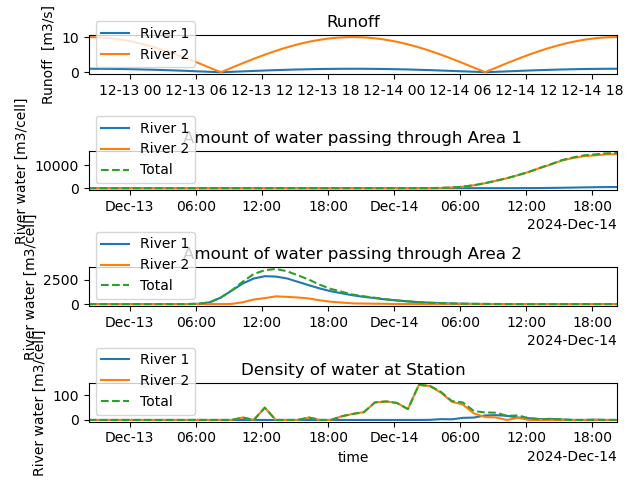 Runoff
Runoff  [m3/s]
10
0
River 1
River 2
12-13 00 12-13 06 12-13 12 12-13 18 12-14 00 12-14 06 12-14 12 12-14 18
Amount of water passing through Area 1
River water [m3/cell]
10000
0
River 1
River 2
Total
Dec-13 06:00 12:00 18:00 Dec-14 06:00 12:00 18:00
2024-Dec-14
Amount of water passing through Area 2
River water [m3/cell]
2500
0
River 1
River 2
Total
Dec-13 06:00 12:00 18:00 Dec-14 06:00 12:00 18:00
2024-Dec-14
Density of water at Station
River water [m3/cell]
100
0
River 1
River 2
Total
Dec-13 06:00 12:00 18:00 Dec-14 06:00 12:00 18:00
time
2024-Dec-14